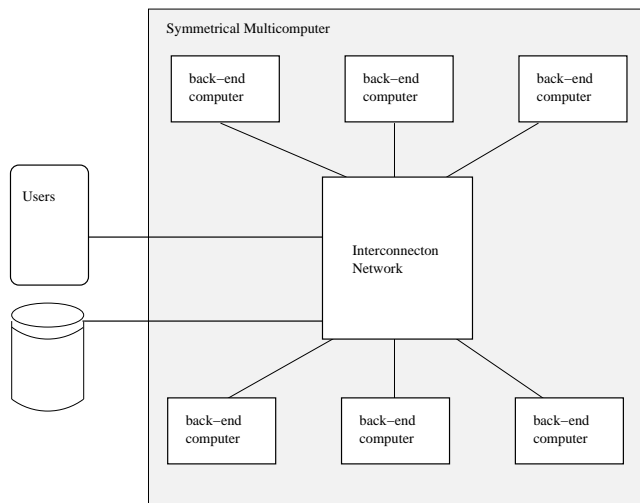 Symmetrical Multicomputer
back−end
computer
back−end
computer
back−end
computer
Users
Interconnecton
Network
back−end
computer
back−end
computer
back−end
computer